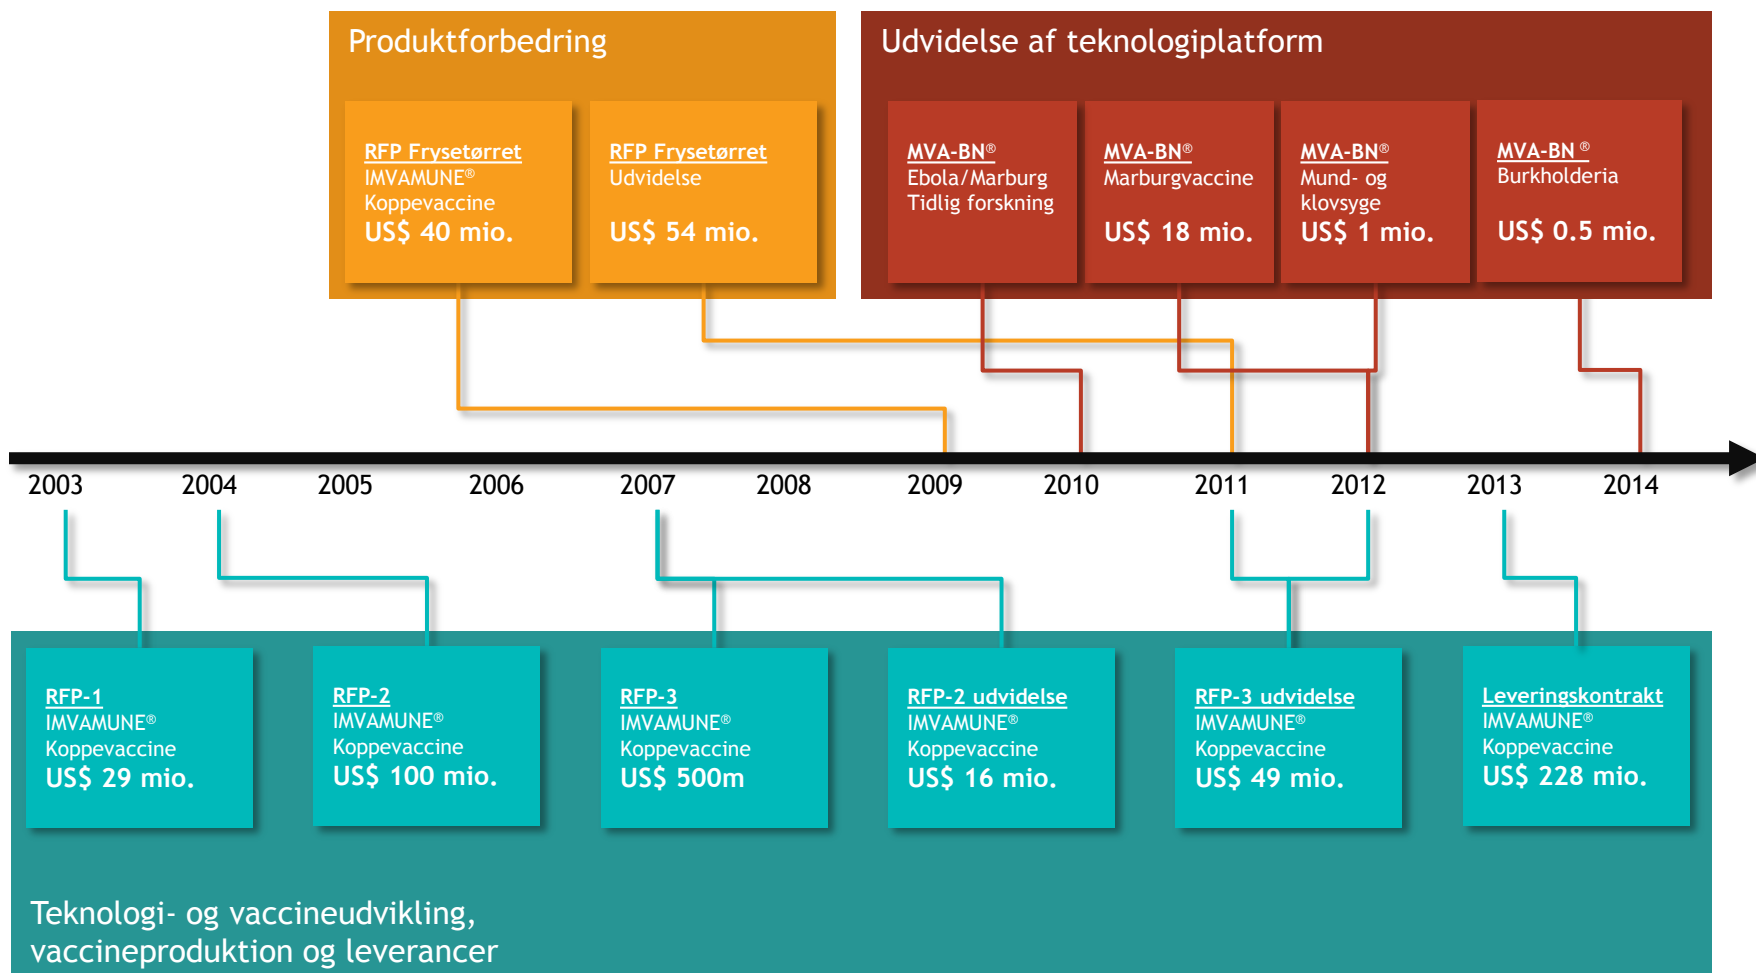 Produktforbedring
RFP Frysetørret
IMVAMUNE®
Koppevaccine
US$ 40 mio.
RFP Frysetørret
Udvidelse
US$ 54 mio.
Udvidelse af teknologiplatform
MVA-BN®
Ebola/Marburg
Tidlig forskning
MVA-BN®
Marburgvaccine
US$ 18 mio.
MVA-BN®
Mund- og
klovsyge
US$ 1 mio.
MVA-BN ®
Burkholderia
US$ 0.5 mio.
2003 2004 2005 2006 2007 2008 2009 2010 2011 2012 2013 2014
RFP-1
IMVAMUNE®
Koppevaccine
US$ 29 mio.
RFP-2
IMVAMUNE®
Koppevaccine
US$ 100 mio.
RFP-3
IMVAMUNE®
Koppevaccine
US$ 500m
RFP-2 udvidelse
IMVAMUNE®
Koppevaccine
US$ 16 mio.
RFP-3 udvidelse
IMVAMUNE®
Koppevaccine
US$ 49 mio.
Leveringskontrakt
IMVAMUNE®
Koppevaccine
US$ 228 mio.
Teknologi- og vaccineudvikling,
vaccineproduktion og leverancer